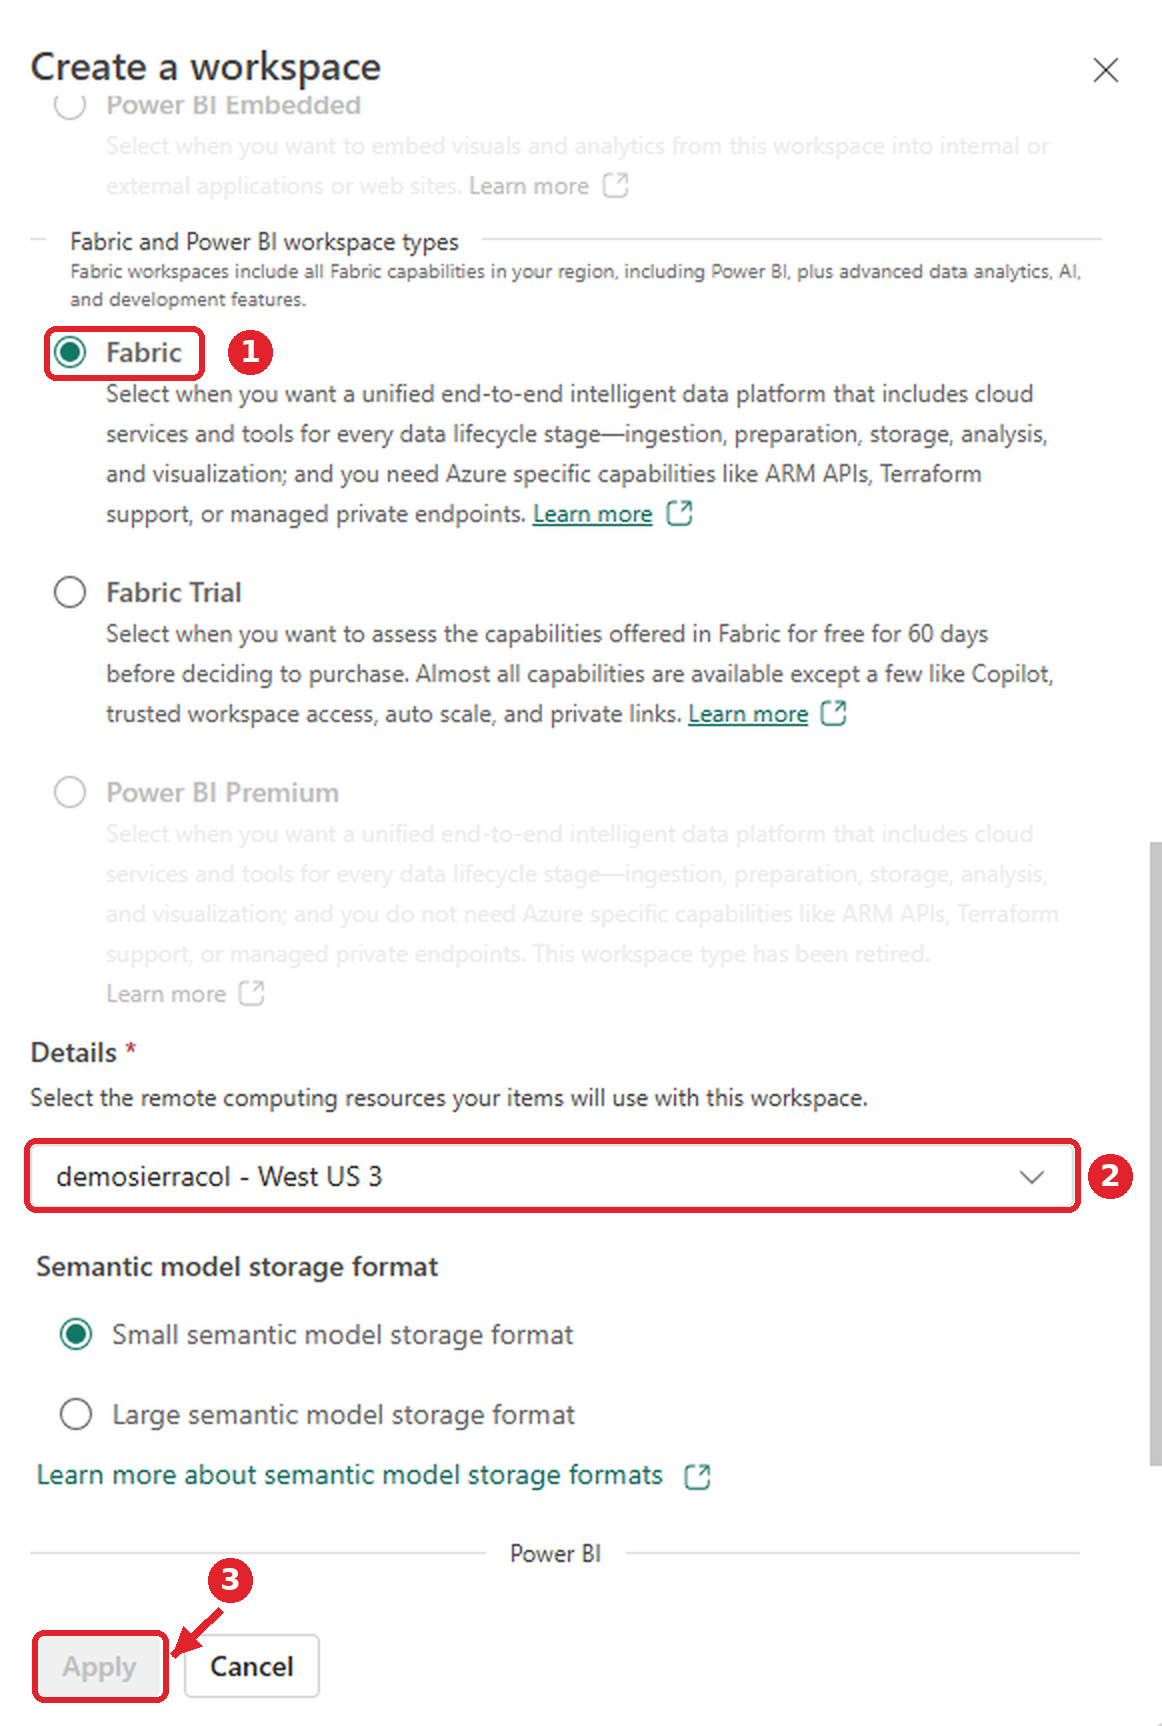 Create a workspace
Power BI Embedded
Select when you want to embed visuals and analytics from this workspace into internal or
external applications or web sites. Learn more
Fabric and Power BI workspace types
Fabric workspaces include all Fabric capabilities in your region, including Power BI, plus advanced data analytics, AI,
and development features.
Fabric 1
Select when you want a unified end-to-end intelligent data platform that includes cloud
services and tools for every data lifecycle stage—ingestion, preparation, storage, analysis,
and visualization; and you need Azure specific capabilities like ARM APIs, Terraform
support, or managed private endpoints. Learn more
Fabric Trial
Select when you want to assess the capabilities offered in Fabric for free for 60 days
before deciding to purchase. Almost all capabilities are available except a few like Copilot,
trusted workspace access, auto scale, and private links. Learn more
Power BI Premium
Select when you want a unified end-to-end intelligent data platform that includes cloud
services and tools for every data lifecycle stage—ingestion, preparation, storage, analysis,
and visualization; and you do not need Azure specific capabilities like ARM APIs, Terraform
support, or managed private endpoints. This workspace type has been retired.
Learn more
Details *
Select the remote computing resources your items will use with this workspace.
demosierracol - West US 3 2
Semantic model storage format
Small semantic model storage format
Large semantic model storage format
Learn more about semantic model storage formats
Power BI
3
Apply Cancel